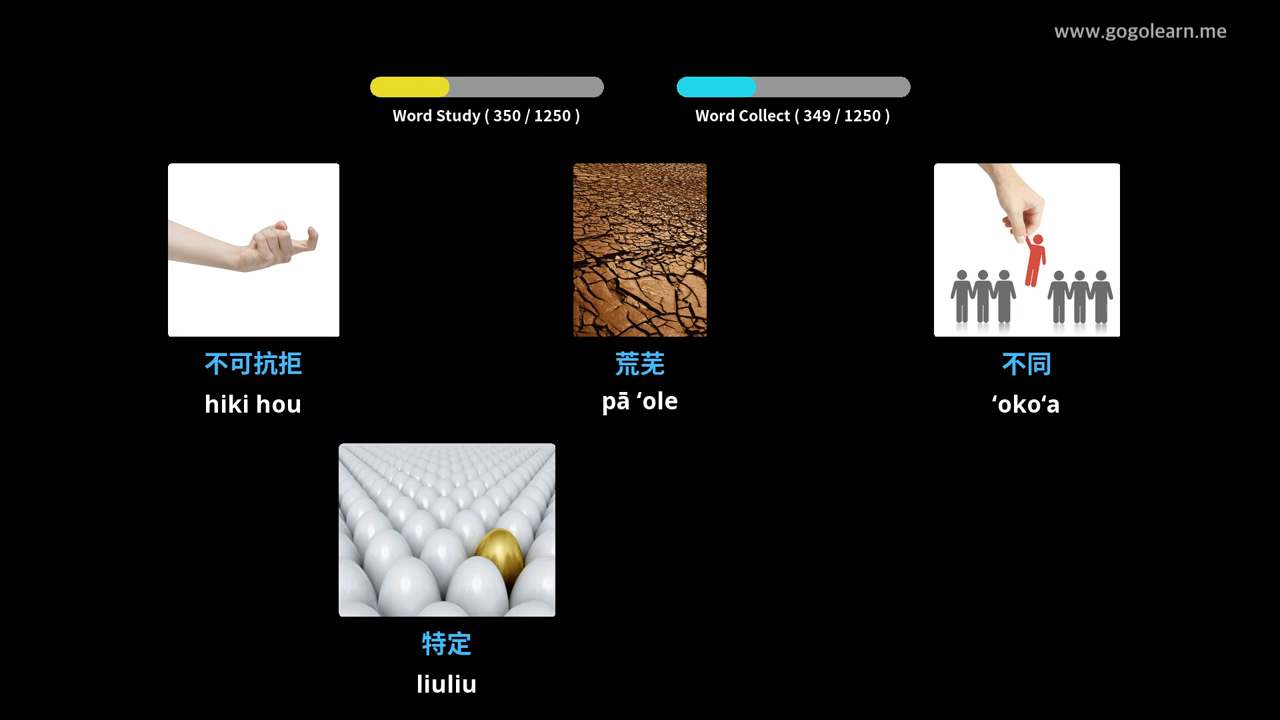 www.gogolearn.me
Word Study ( 350 / 1250 )
Word Collect ( 349 / 1250 )
不可抗拒
hiki hou
荒芜
pā ʻole
不同
ʻokoʻa
特定
liuliu